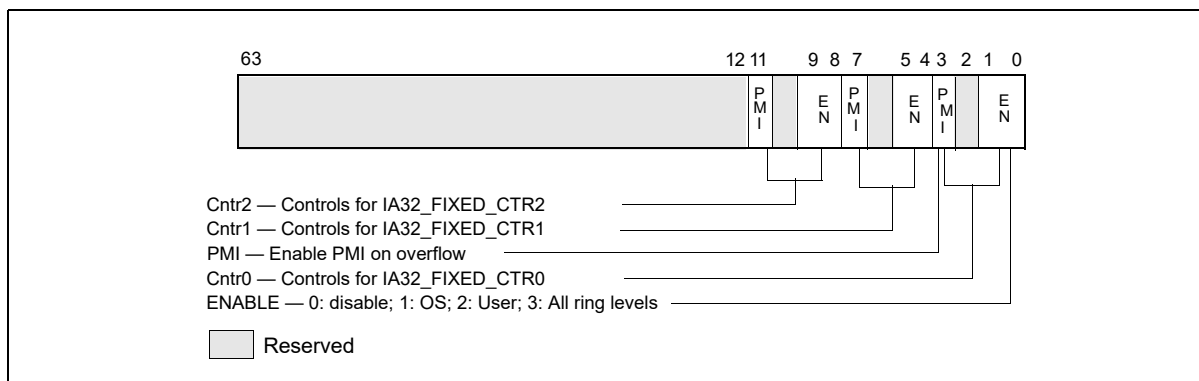 63 12 11 9 8 7 5 4 3 2 1 0
PMI EN PMI EN PMI EN
Cntr2 — Controls for IA32_FIXED_CTR2
Cntr1 — Controls for IA32_FIXED_CTR1
PMI — Enable PMI on overflow
Cntr0 — Controls for IA32_FIXED_CTR0
ENABLE — 0: disable; 1: OS; 2: User; 3: All ring levels
Reserved